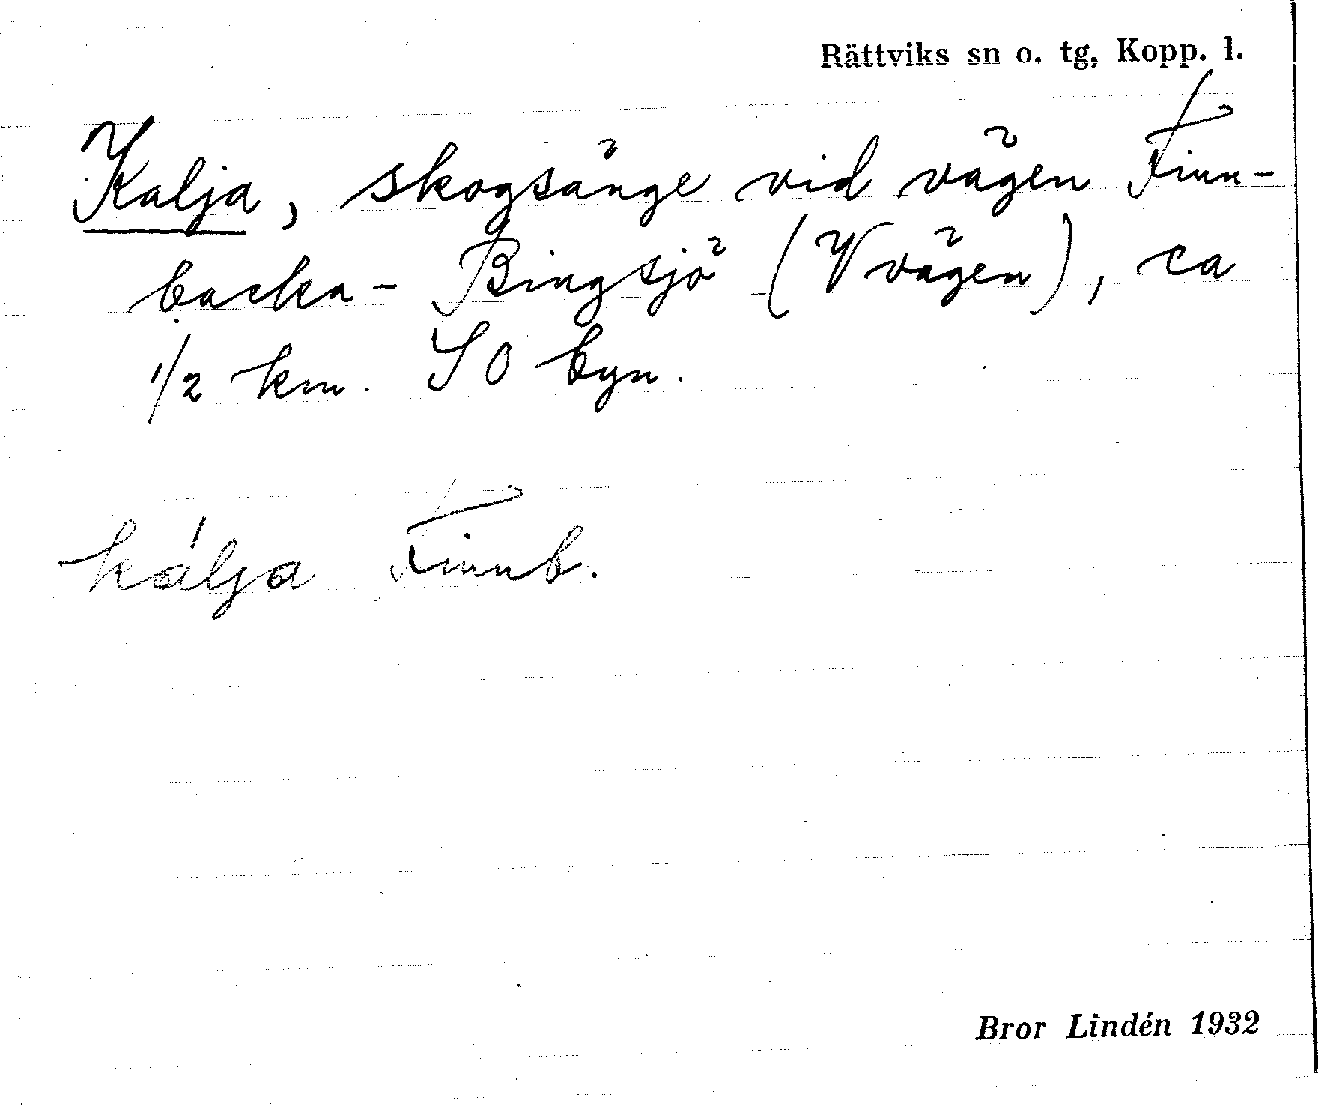 Rättviks sn o. tg, Kopp. l.
Kalja, skogsänge vid vägen Finn-
backa - Bingsjö (V vägen), ca
1/2 km. SO byn.
kálja Finnb.
Bror Lindén 1932